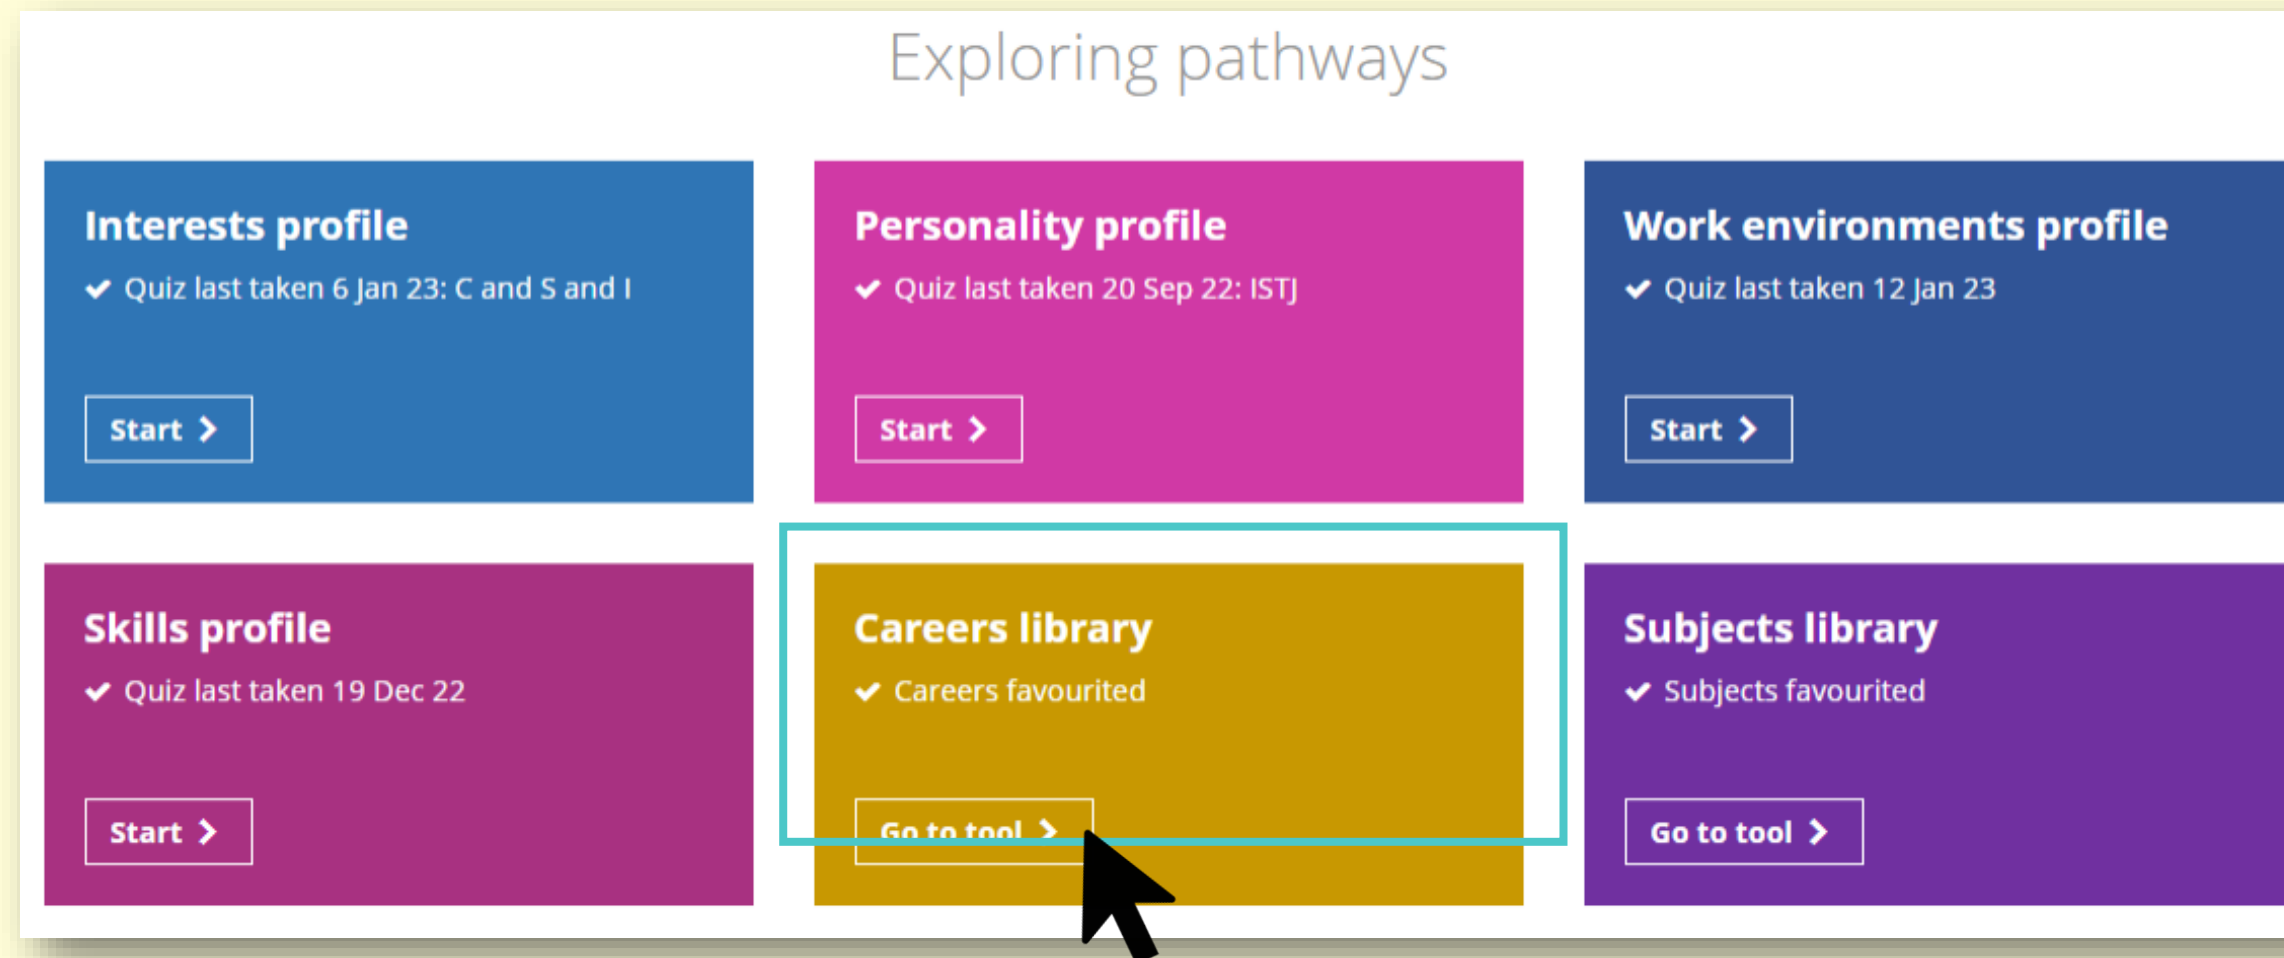 Exploring pathways
Interests profile
Quiz last taken 6 Jan 23: C and S and I
Start
Personality profile
Quiz last taken 20 Sep 22: ISTJ
Start
Work environments profile
Quiz last taken 12 Jan 23
Start
Skills profile
Quiz last taken 19 Dec 22
Start
Careers library
Careers favourited
Go to tool
Subjects library
Subjects favourited
Go to tool